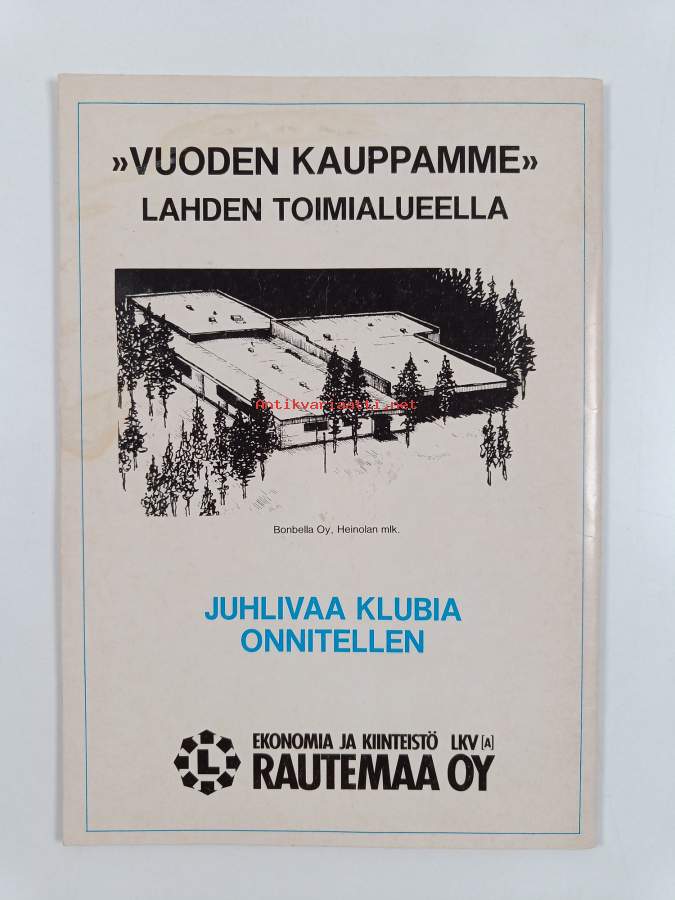 »VUODEN KAUPPAMME»
LAHDEN TOIMIALUEELLA
Antikvariaatti.net
Bonbella Oy, Heinolan mlk.
JUHLIVAA KLUBIA
ONNITELLEN
L
EKONOMIA JA KIINTEISTÖ LKV [A]
RAUTEMAA OY